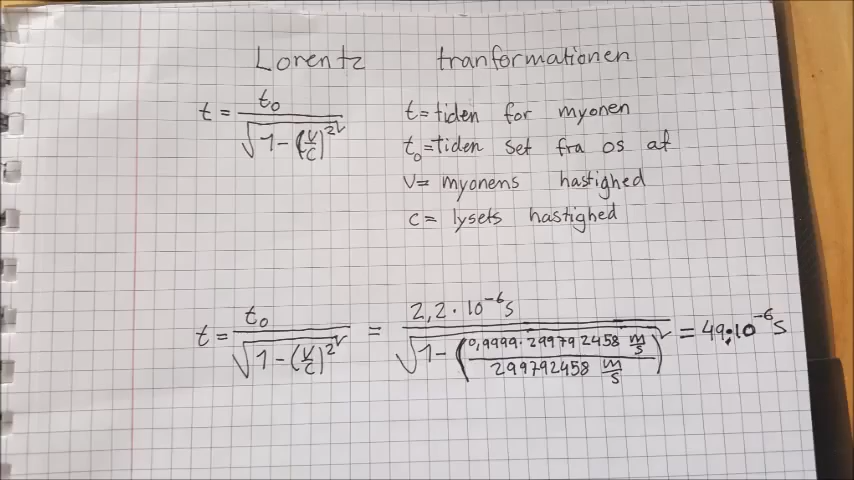 Lorentz tranformationen
t = t₀ / √(1 - (v/c)²)
t = tiden for myonen
t₀ = tiden set fra os af
v = myonens hastighed
c = lysets hastighed
t = t₀ / √(1 - (v/c)²) = 2,2 · 10⁻⁶ s / √(1 - (0,9999 · 299792458 m/s / 299792458 m/s)²) = 49 · 10⁻⁶ s